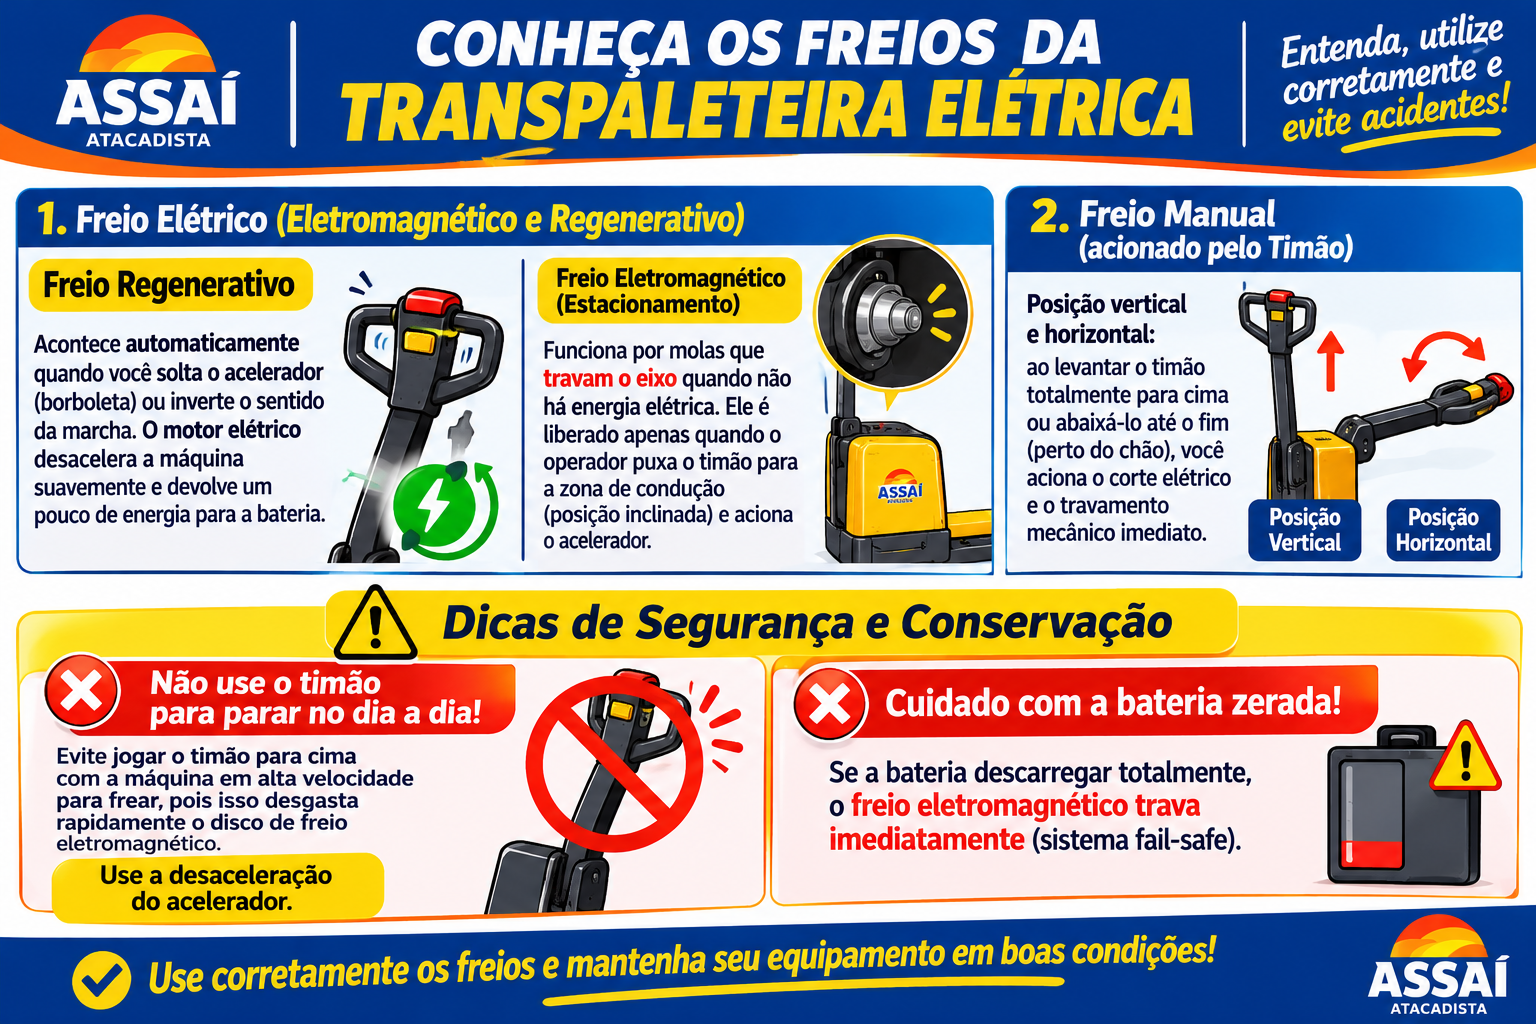 ASSAÍ
ATACADISTA
CONHEÇA OS FREIOS DA
TRANSPALETEIRA ELÉTRICA
Entenda, utilize
corretamente e
evite acidentes!
1. Freio Elétrico (Eletromagnético e Regenerativo)
Freio Regenerativo
Acontece automaticamente
quando você solta o acelerador
(borboleta) ou inverte o sentido
da marcha. O motor elétrico
desacelera a máquina
suavemente e devolve um
pouco de energia para a bateria.
Freio Eletromagnético
(Estacionamento)
Funciona por molas que
travam o eixo quando não
há energia elétrica. Ele é
liberado apenas quando o
operador puxa o timão para
a zona de condução
(posição inclinada) e aciona
o acelerador.
ASSAÍ
2. Freio Manual
(acionado pelo Timão)
Posição vertical
e horizontal:
ao levantar o timão
totalmente para cima
ou abaixá-lo até o fim
(perto do chão), você
aciona o corte elétrico
e o travamento
mecânico imediato.
Posição
Vertical
Posição
Horizontal
Dicas de Segurança e Conservação
Não use o timão
para parar no dia a dia!
Evite jogar o timão para cima
com a máquina em alta velocidade
para frear, pois isso desgasta
rapidamente o disco de freio
eletromagnético.
Use a desaceleração
do acelerador.
Cuidado com a bateria zerada!
Se a bateria descarregar totalmente,
o freio eletromagnético trava
imediatamente (sistema fail-safe).
Use corretamente os freios e mantenha seu equipamento em boas condições!
ASSAÍ
ATACADISTA